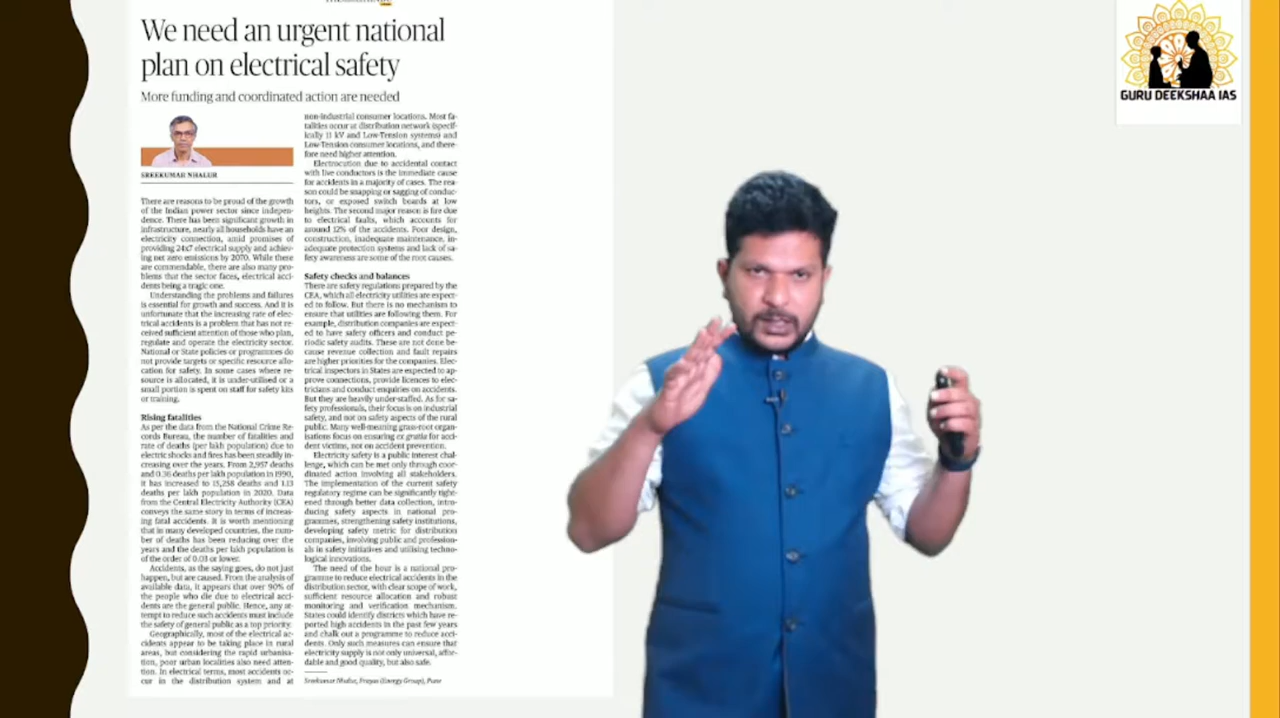 We need an urgent national
plan on electrical safety
More funding and coordinated action are needed
SREEKUMAR NHALUR
There are reasons to be proud of the growth
of the Indian power sector since indepen-
dence. There has been significant growth in
infrastructure, nearly all households have an
electricity connection, amid promises of
providing 24x7 electrical supply and achiev-
ing net zero emissions by 2070. While these
are commendable, there are also many pro-
blems that the sector faces, electrical acci-
dents being a tragic one.
Understanding the problems and failures
is essential for growth and success. And it is
unfortunate that the increasing rate of elec-
trical accidents is a problem that has not re-
ceived sufficient attention of those who plan,
regulate and operate the electricity sector.
National or State policies or programmes do
not provide targets or specific resource allo-
cation for safety. In some cases where re-
source is allocated, it is under-utilised or a
small portion is spent on staff for safety kits
or training.
Rising fatalities
As per the data from the National Crime Re-
cords Bureau, the number of fatalities and
rate of deaths (per lakh population) due to
electric shocks and fires has been steadily in-
creasing over the years. From 2,957 deaths
and 0.36 deaths per lakh population in 1990,
it has increased to 15,258 deaths and 1.13
deaths per lakh population in 2020. Data
from the Central Electricity Authority (CEA)
conveys the same story in terms of increas-
ing fatal accidents. It is worth mentioning
that in many developed countries, the num-
ber of deaths has been reducing over the
years and the deaths per lakh population is
of the order of 0.03 or lower.
Accidents, as the saying goes, do not just
happen, but are caused. From the analysis of
available data, it appears that over 90% of
the people who die due to electrical acci-
dents are the general public. Hence, any at-
tempt to reduce such accidents must include
the safety of general public as a top priority.
Geographically, most of the electrical ac-
cidents appear to be taking place in rural
areas, but considering the rapid urbanisa-
tion, poor urban localities also need atten-
tion. In electrical terms, most accidents oc-
cur in the distribution system and at
non-industrial consumer locations. Most fa-
talities occur at distribution network (specif-
ically 11 kV and Low-Tension systems) and
Low-Tension consumer locations, and there-
fore need higher attention.
Electrocution due to accidental contact
with live conductors is the immediate cause
for accidents in a majority of cases. The rea-
son could be snapping or sagging of conduc-
tors, or exposed switch boards at low
heights. The second major reason is fire due
to electrical faults, which accounts for
around 12% of the accidents. Poor design,
construction, inadequate maintenance, in-
adequate protection systems and lack of sa-
fety awareness are some of the root causes.
Safety checks and balances
There are safety regulations prepared by the
CEA, which all electricity utilities are expect-
ed to follow. But there is no mechanism to
ensure that utilities are following them. For
example, distribution companies are expect-
ed to have safety officers and conduct pe-
riodic safety audits. These are not done be-
cause revenue collection and fault repairs
are higher priorities for the companies. Elec-
trical inspectors in States are expected to ap-
prove connections, provide licences to elec-
tricians and conduct enquiries on accidents.
But they are heavily under-staffed. As for sa-
fety professionals, their focus is on industrial
safety, and not on safety aspects of the rural
public. Many well-meaning grass-root organ-
isations focus on ensuring ex gratia for acci-
dent victims, not on accident prevention.
Electricity safety is a public interest chal-
lenge, which can be met only through coor-
dinated action involving all stakeholders.
The implementation of the current safety
regulatory regime can be significantly tight-
ened through better data collection, intro-
ducing safety aspects in national pro-
grammes, strengthening safety institutions,
developing safety metric for distribution
companies, involving public and profession-
als in safety initiatives and utilising techno-
logical innovations.
The need of the hour is a national pro-
gramme to reduce electrical accidents in the
distribution sector, with clear scope of work,
sufficient resource allocation and robust
monitoring and verification mechanism.
States could identify districts which have re-
ported high accidents in the past few years
and chalk out a programme to reduce acci-
dents. Only such measures can ensure that
electricity supply is not only universal, affor-
dable and good quality, but also safe.
Sreekumar Nhalur, Prayas (Energy Group), Pune
GURU DEEKSHAA IAS